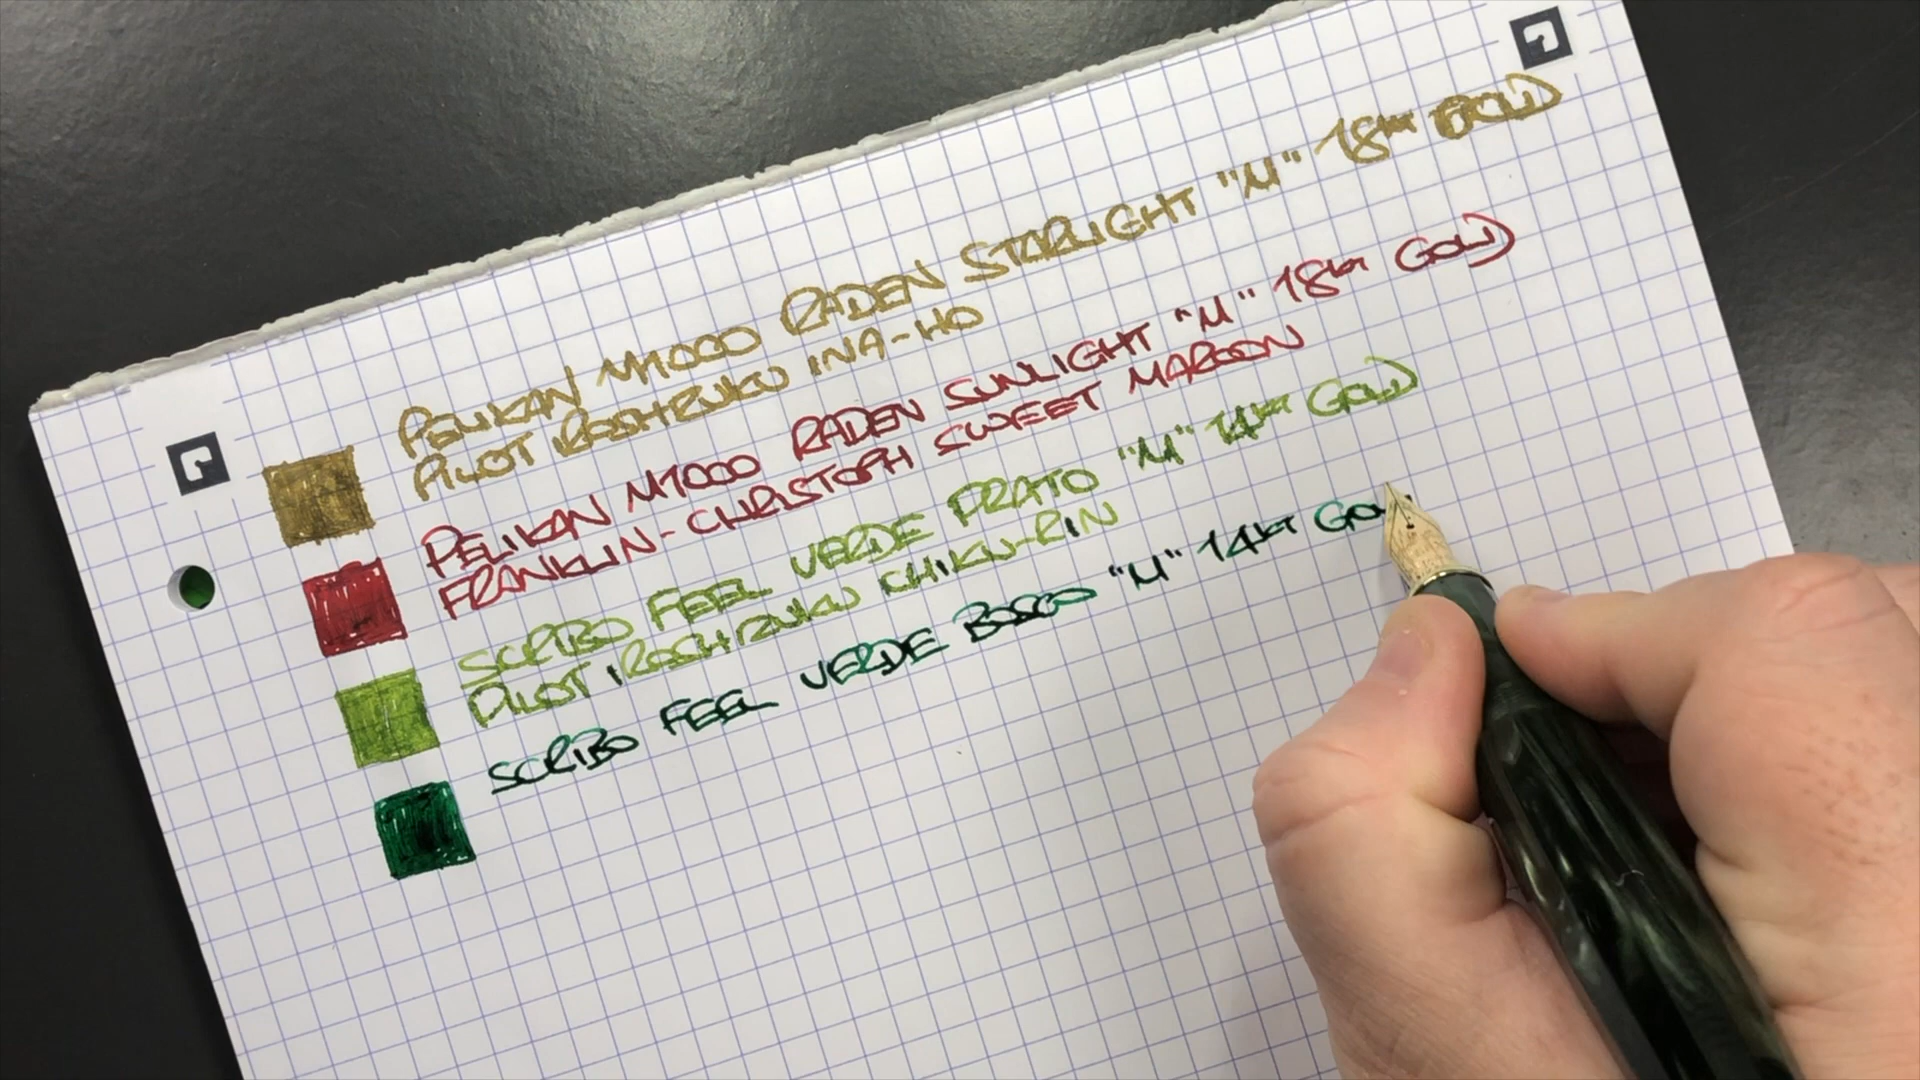 PELIKAN M1000 RADEN STARLIGHT "M" 18KT GOLD
PILOT IROSHIZUKU INA-HO
PELIKAN M1000 RADEN SUNLIGHT "M" 18KT GOLD
FRANKLIN-CHRISTOPH SWEET MAROON
SCRIBO FEEL VERDE PRATO "M" 14KT GOLD
PILOT IROSHIZUKU CHIKU-RIN
SCRIBO FEEL VERDE BOSCO "M" 14KT GOL